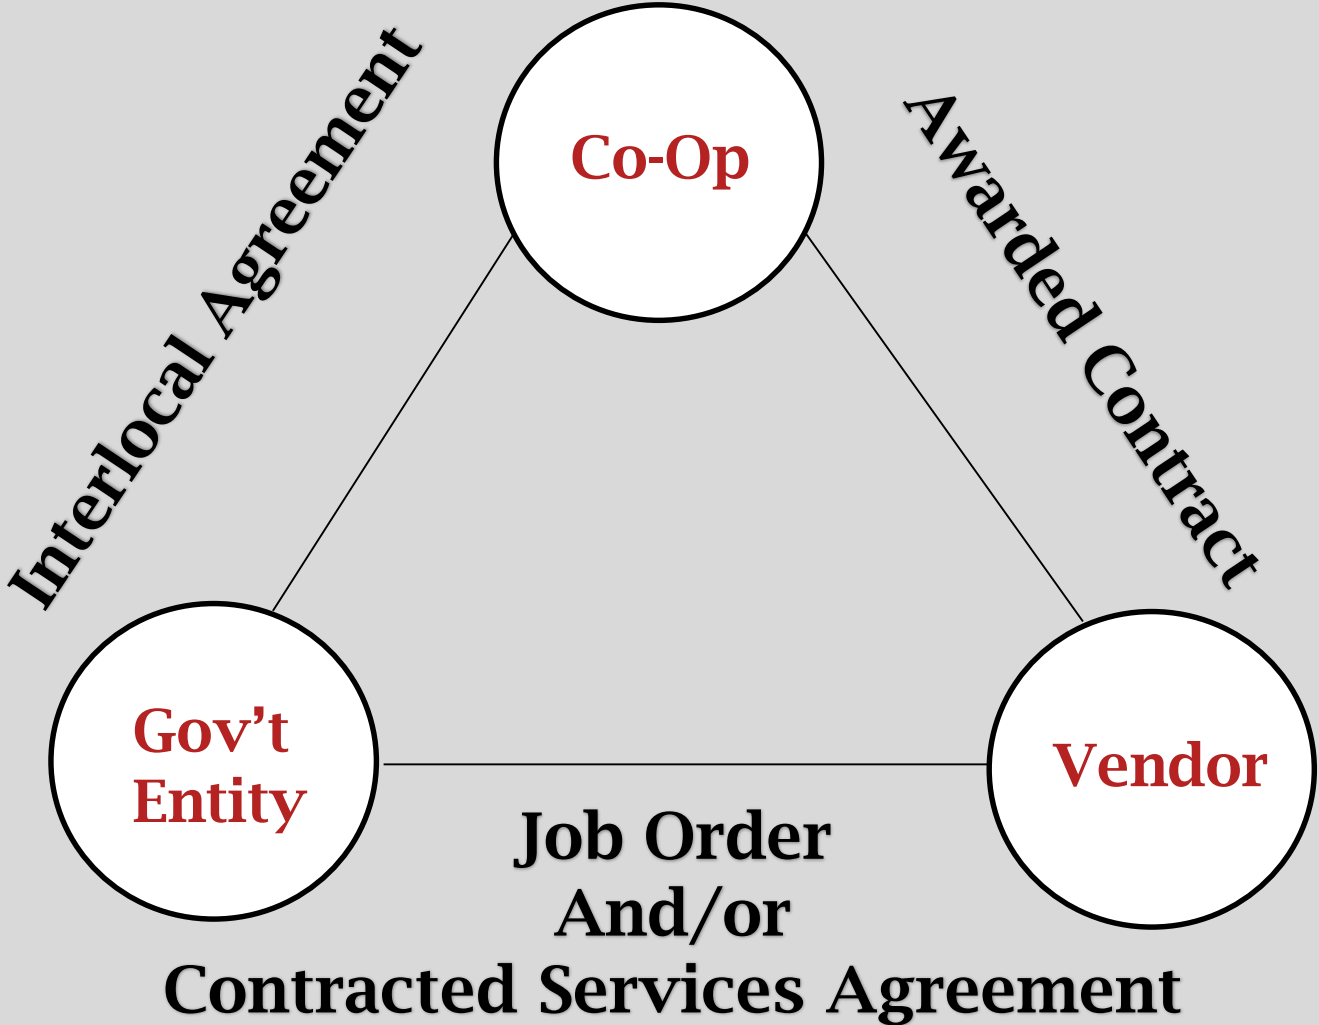 Co-Op
Interlocal Agreement
Awarded Contract
Gov’t
Entity
Vendor
Job Order
And/or
Contracted Services Agreement